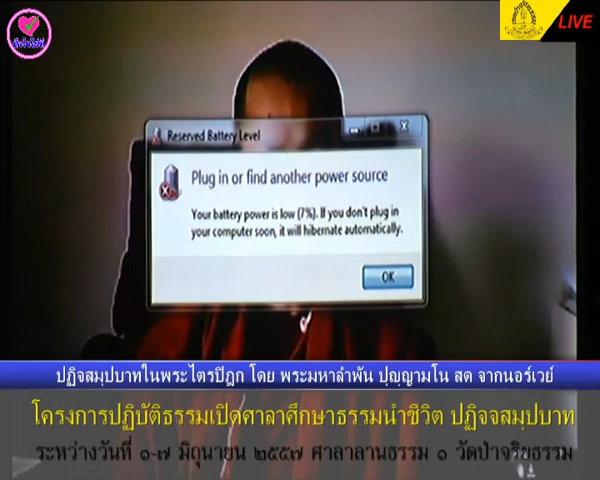 LIVE
Reserved Battery Level
Plug in or find another power source
Your battery power is low (7%). If you don't plug in
your computer soon, it will hibernate automatically.
OK
ปฏิจสมฺปบาทในพระไตรปิฎก โดย พระมหาลำพัน ปุญฺญามโน สด จากนอร์เวย์
โครงการปฏิบัติธรรมเปิดศาลาศึกษาธรรมนำชีวิต ปฏิจจสมุปบาท
ระหว่างวันที่ ๑-๗ มิถุนายน ๒๕๕๗ ศาลาลานธรรม ๑ วัดป่าจริยธรรม